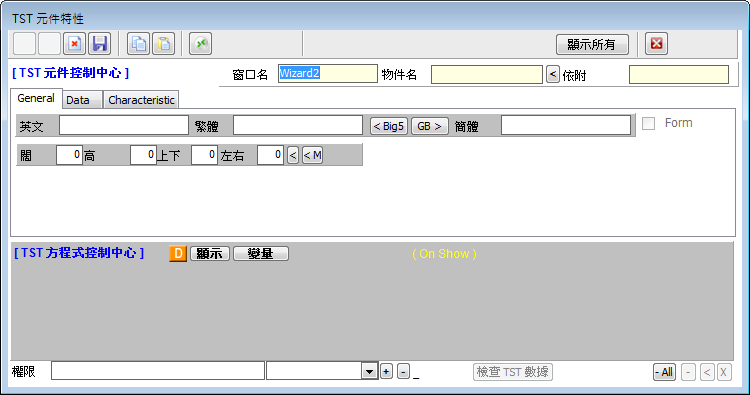 TST 元件特性
顯示所有
[ TST 元件控制中心 ] 窗口名 Wizard2 物件名 < 依附
General Data Characteristic
英文 繁體 < Big5 GB > 簡體 Form
闊 0 高 0 上下 0 左右 0 < < M
[ TST 方程式控制中心 ] D 顯示 變量 ( On Show )
權限 + - _ 檢查 TST 數據 - All - < X